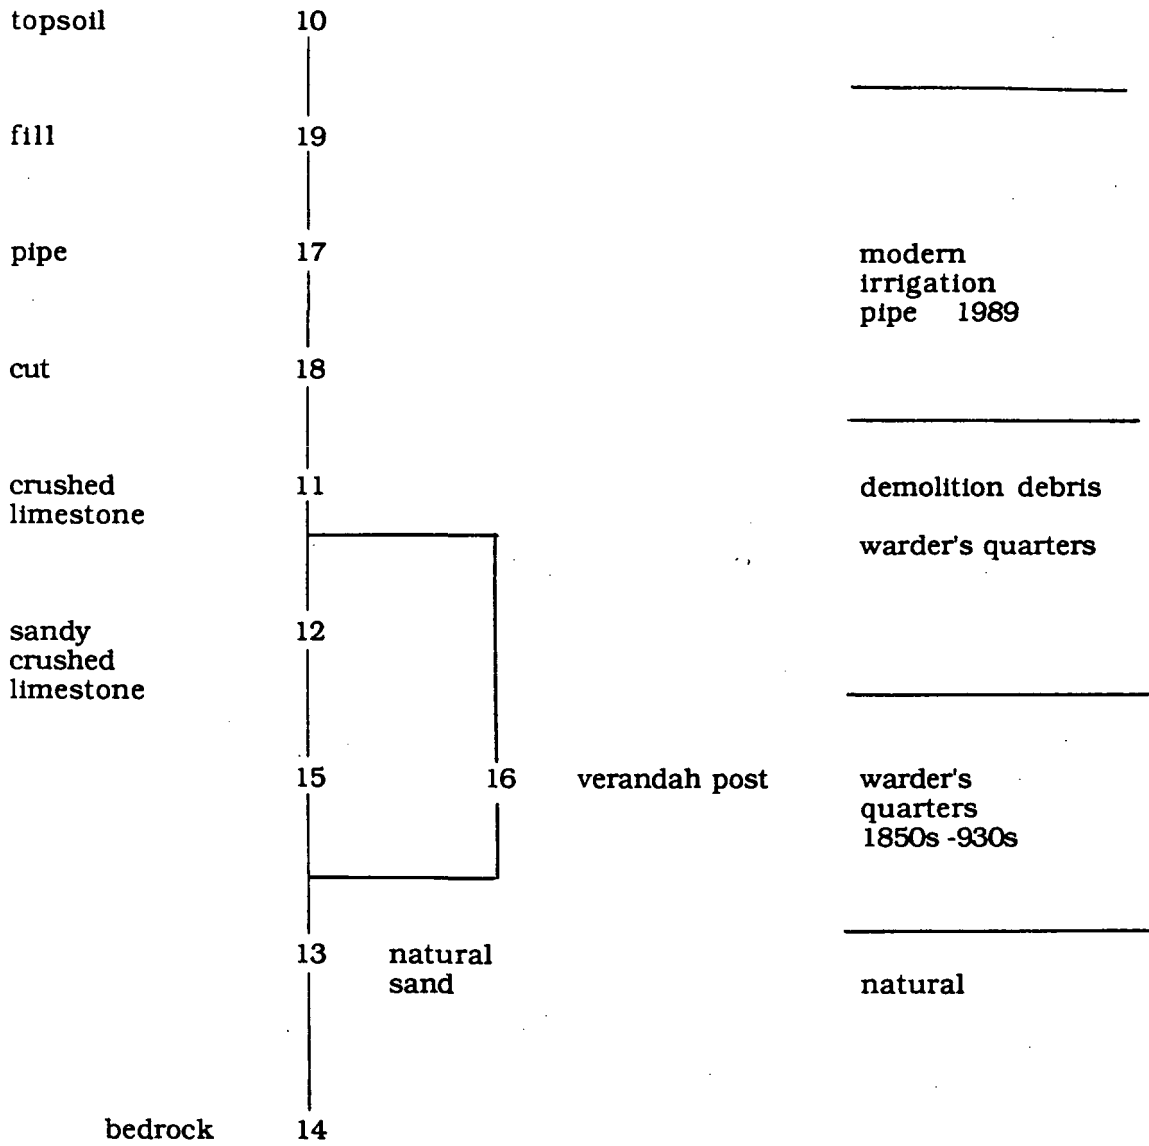 topsoil 10
fill 19
pipe 17 modern
irrigation
pipe 1989
cut 18
crushed 11 demolition debris
limestone
warder's quarters
sandy 12
crushed
limestone
15 16 verandah post warder's
quarters
1850s -930s
13 natural
sand natural
bedrock 14